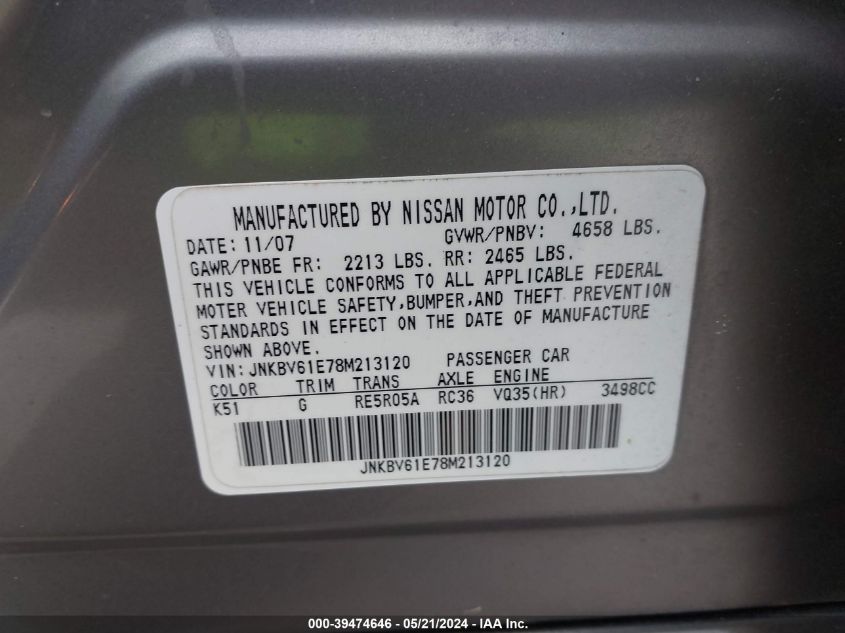 MANUFACTURED BY NISSAN MOTOR CO.,LTD.
DATE: 11/07 GVWR/PNBV: 4658 LBS.
GAWR/PNBE FR: 2213 LBS. RR: 2465 LBS.
THIS VEHICLE CONFORMS TO ALL APPLICABLE FEDERAL
MOTER VEHICLE SAFETY,BUMPER,AND THEFT PREVENTION
STANDARDS IN EFFECT ON THE DATE OF MANUFACTURE
SHOWN ABOVE.
VIN: JNKBV61E78M213120 PASSENGER CAR
COLOR TRIM TRANS AXLE ENGINE
K51 G RE5R05A RC36 VQ35(HR) 3498CC
JNKBV61E78M213120
000-39474646 - 05/21/2024 - IAA Inc.